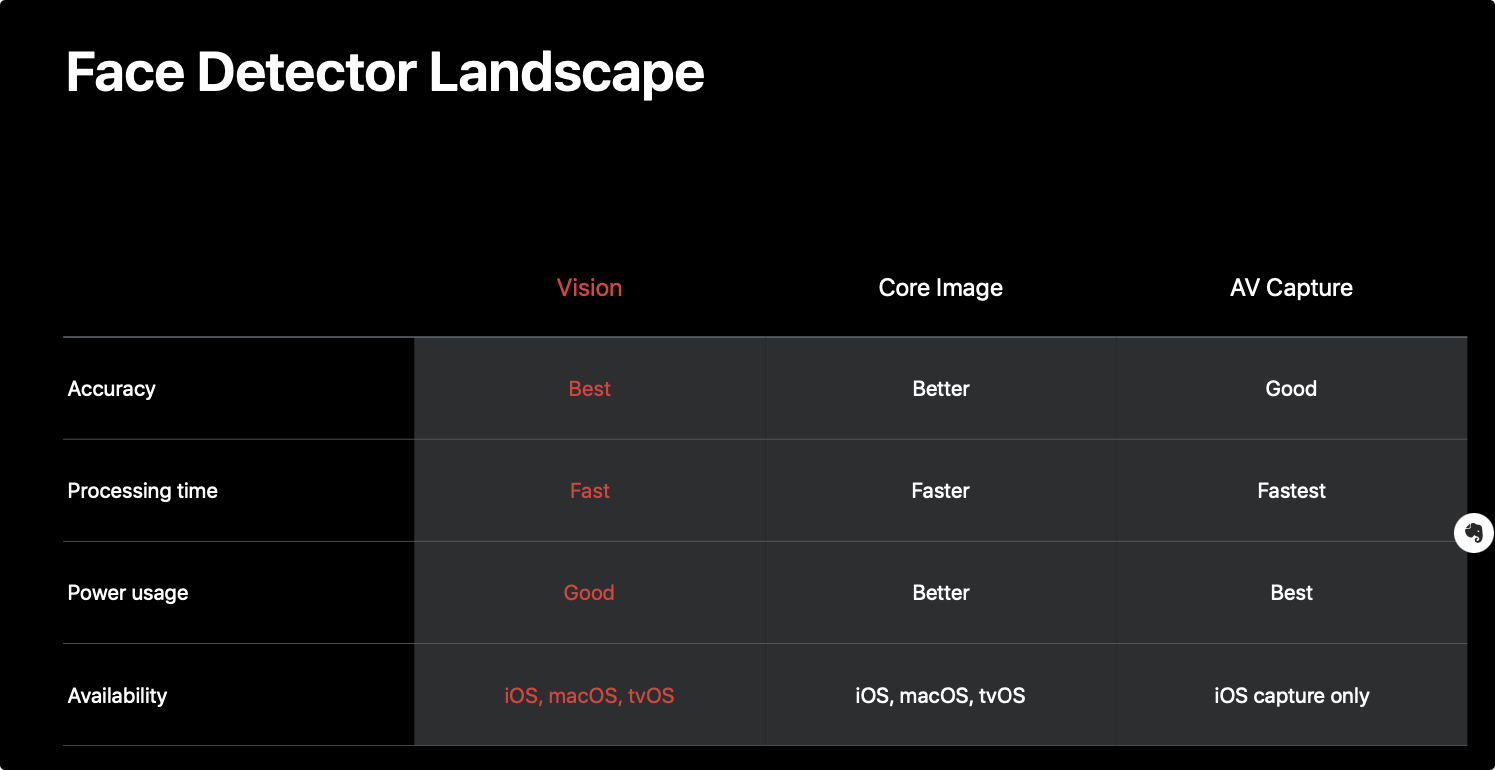 Face Detector Landscape
Vision Core Image AV Capture
Accuracy Best Better Good
Processing time Fast Faster Fastest
Power usage Good Better Best
Availability iOS, macOS, tvOS iOS, macOS, tvOS iOS capture only